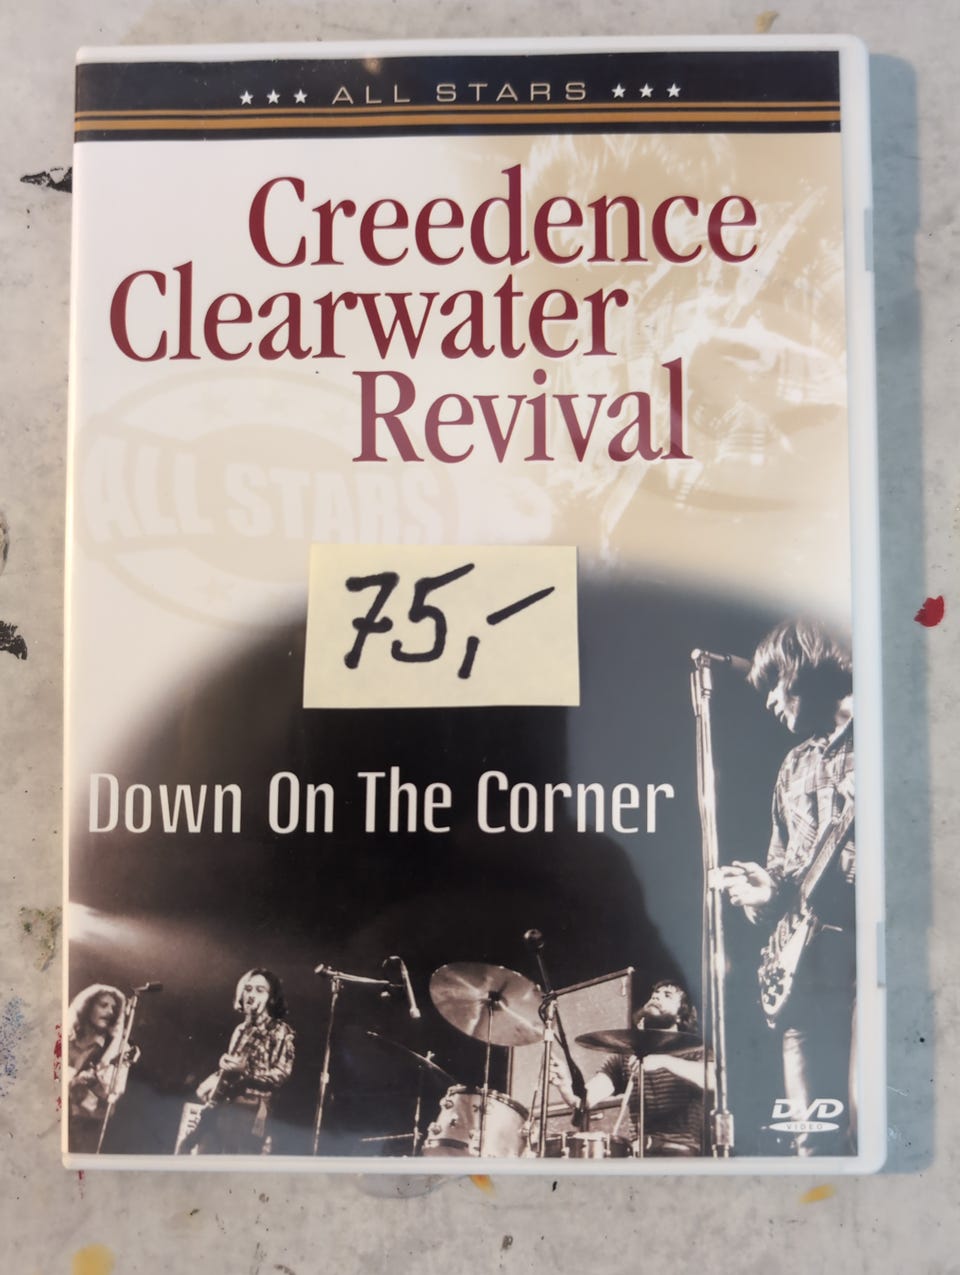 ★★★ ALL STARS ★★★
Creedence
Clearwater
Revival
ALL STARS
75,-
Down On The Corner
DVD
VIDEO